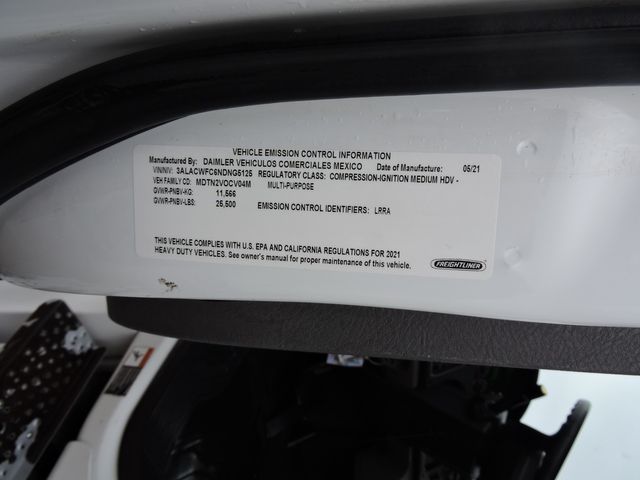 VEHICLE EMISSION CONTROL INFORMATION
Manufactured By: DAIMLER VEHICULOS COMERCIALES MEXICO Date of Manufacture: 05/21
VIN/NIV: 3ALACWFC6NDNG5125 REGULATORY CLASS: COMPRESSION-IGNITION MEDIUM HDV -
VEH FAMILY CD: MDTN2VOCV04M MULTI-PURPOSE
GVWR-PNBV-KG: 11,566
GVWR-PNBV-LBS: 25,500 EMISSION CONTROL IDENTIFIERS: LRRA
THIS VEHICLE COMPLIES WITH U.S. EPA AND CALIFORNIA REGULATIONS FOR 2021
HEAVY DUTY VEHICLES. See owner's manual for proper maintenance of this vehicle.
FREIGHTLINER